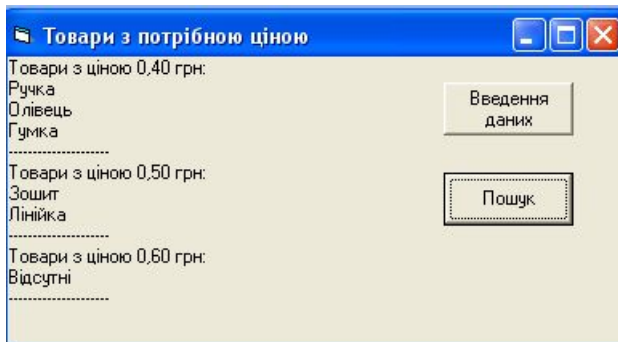 Товари з потрібною ціною
Товари з ціною 0,40 грн:
Ручка
Олівець
Гумка
--------------------
Товари з ціною 0,50 грн:
Зошит
Лінійка
--------------------
Товари з ціною 0,60 грн:
Відсутні
--------------------
Введення
даних
Пошук